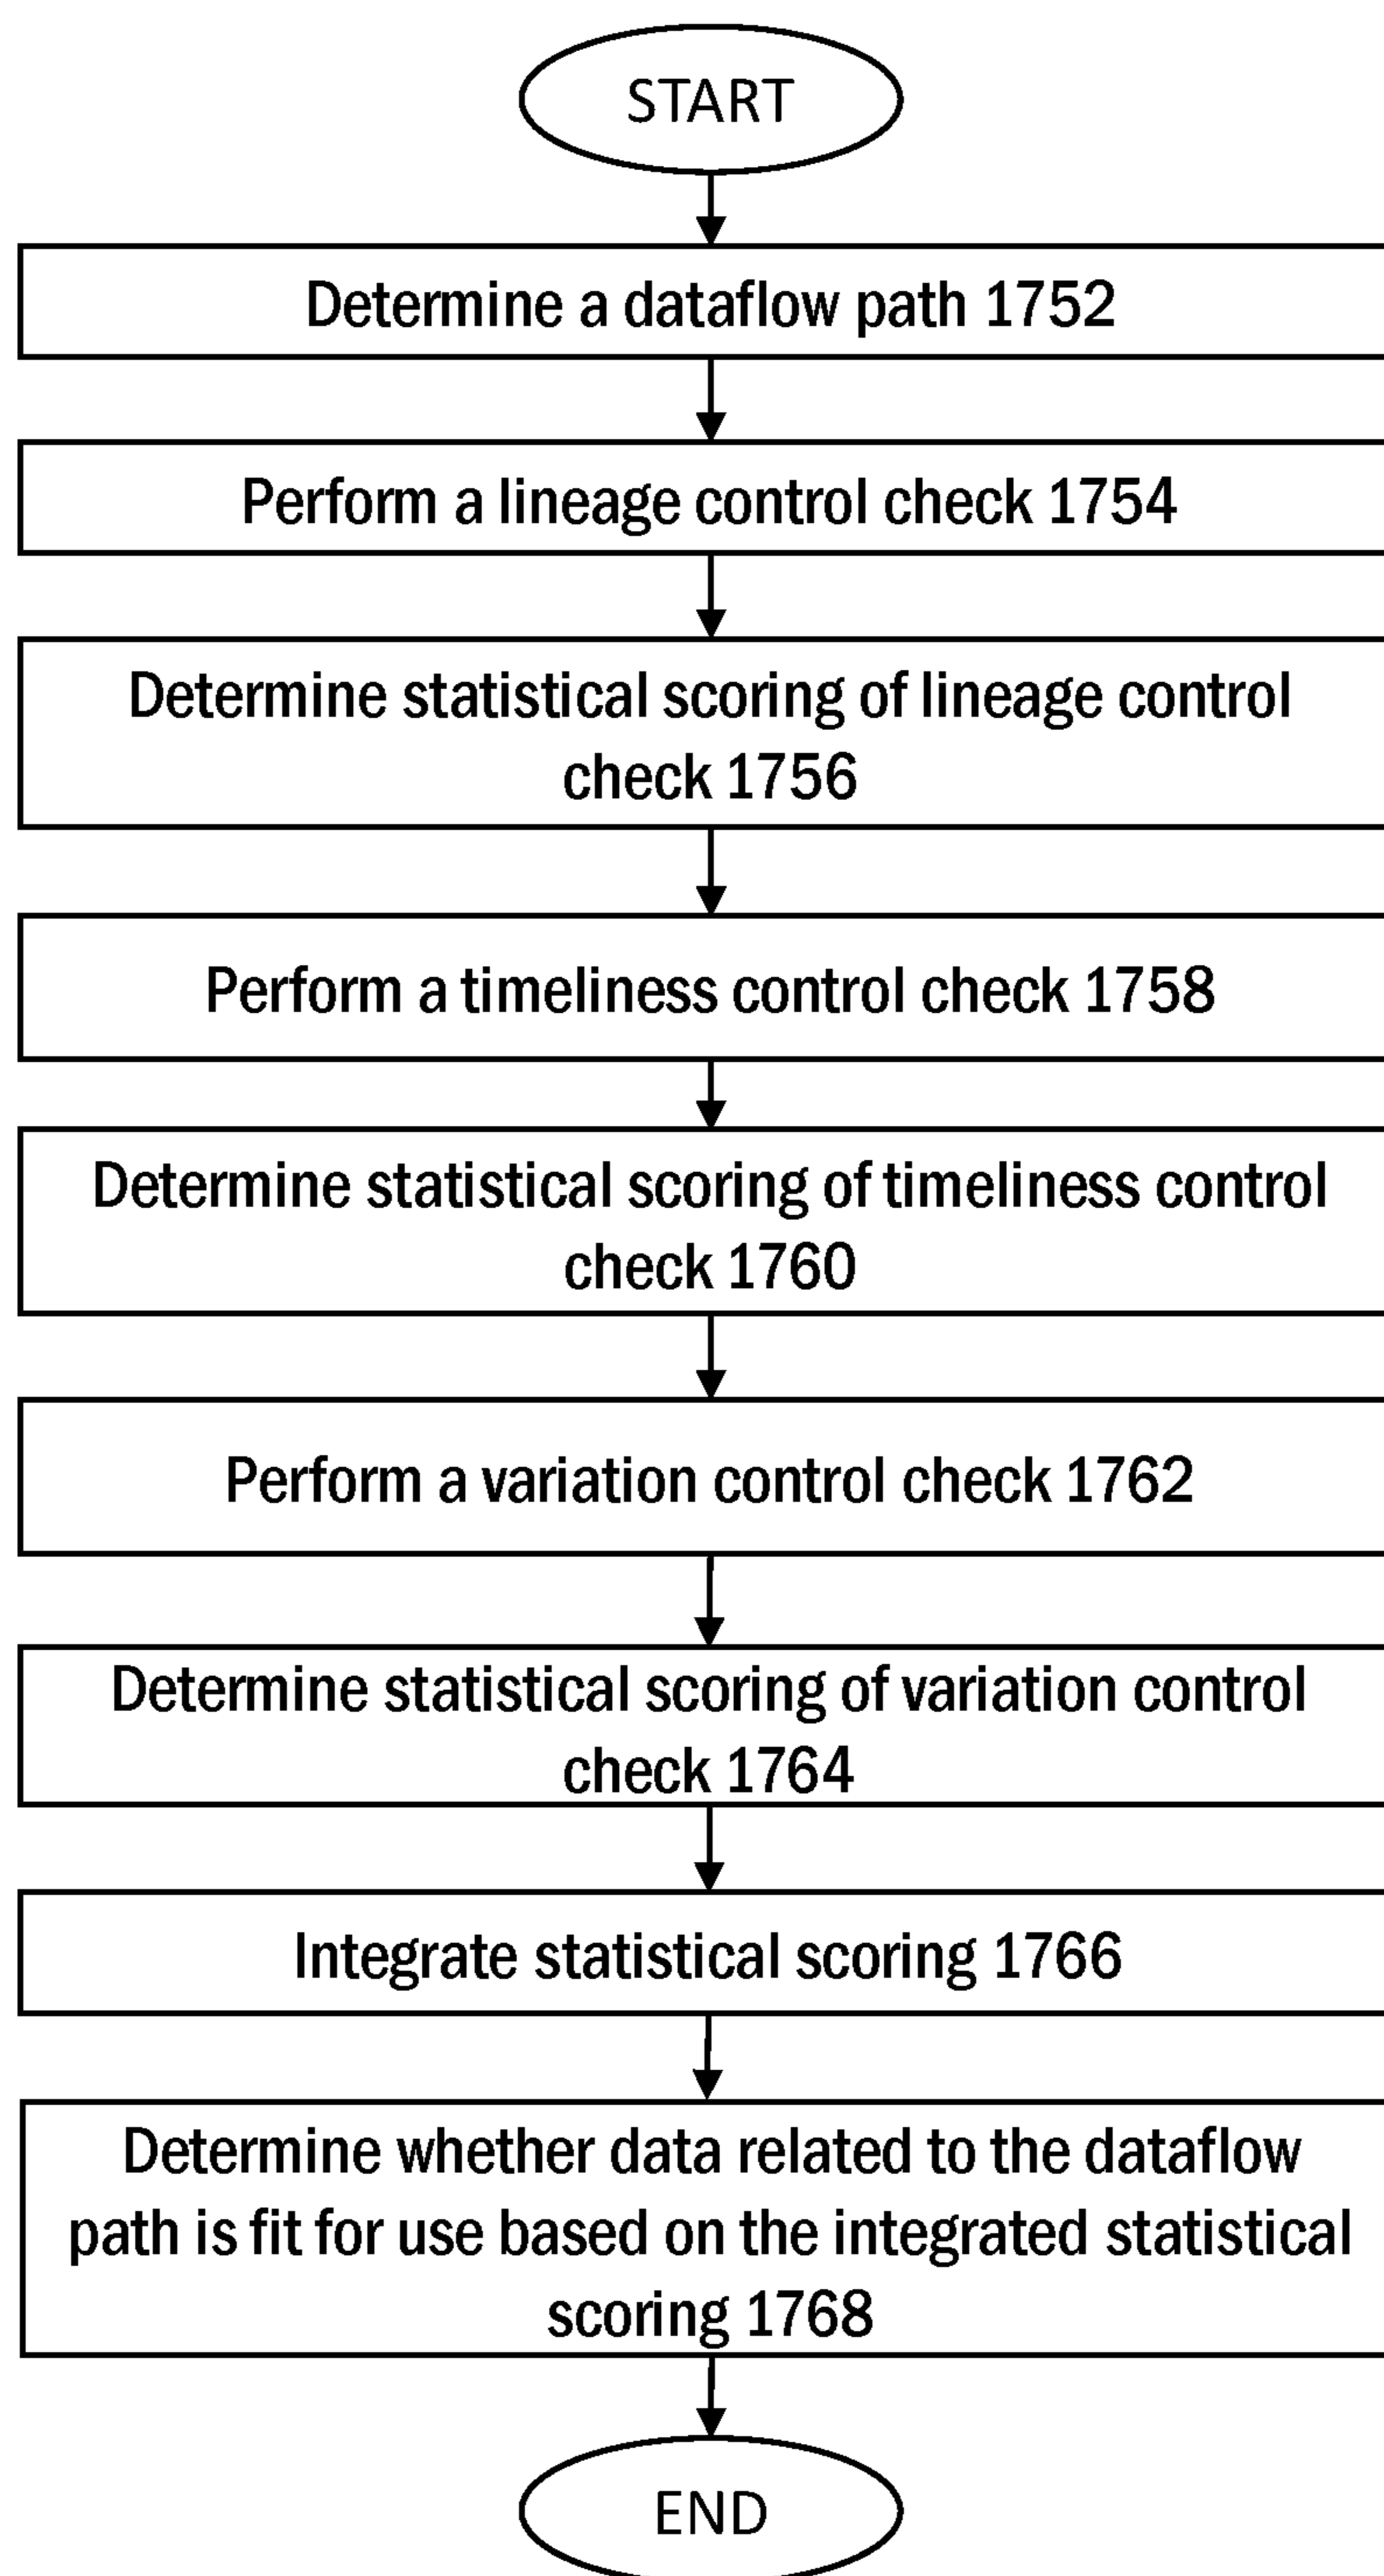 START
Determine a dataflow path 1752
Perform a lineage control check 1754
Determine statistical scoring of lineage control
check 1756
Perform a timeliness control check 1758
Determine statistical scoring of timeliness control
check 1760
Perform a variation control check 1762
Determine statistical scoring of variation control
check 1764
Integrate statistical scoring 1766
Determine whether data related to the dataflow
path is fit for use based on the integrated statistical
scoring 1768
END